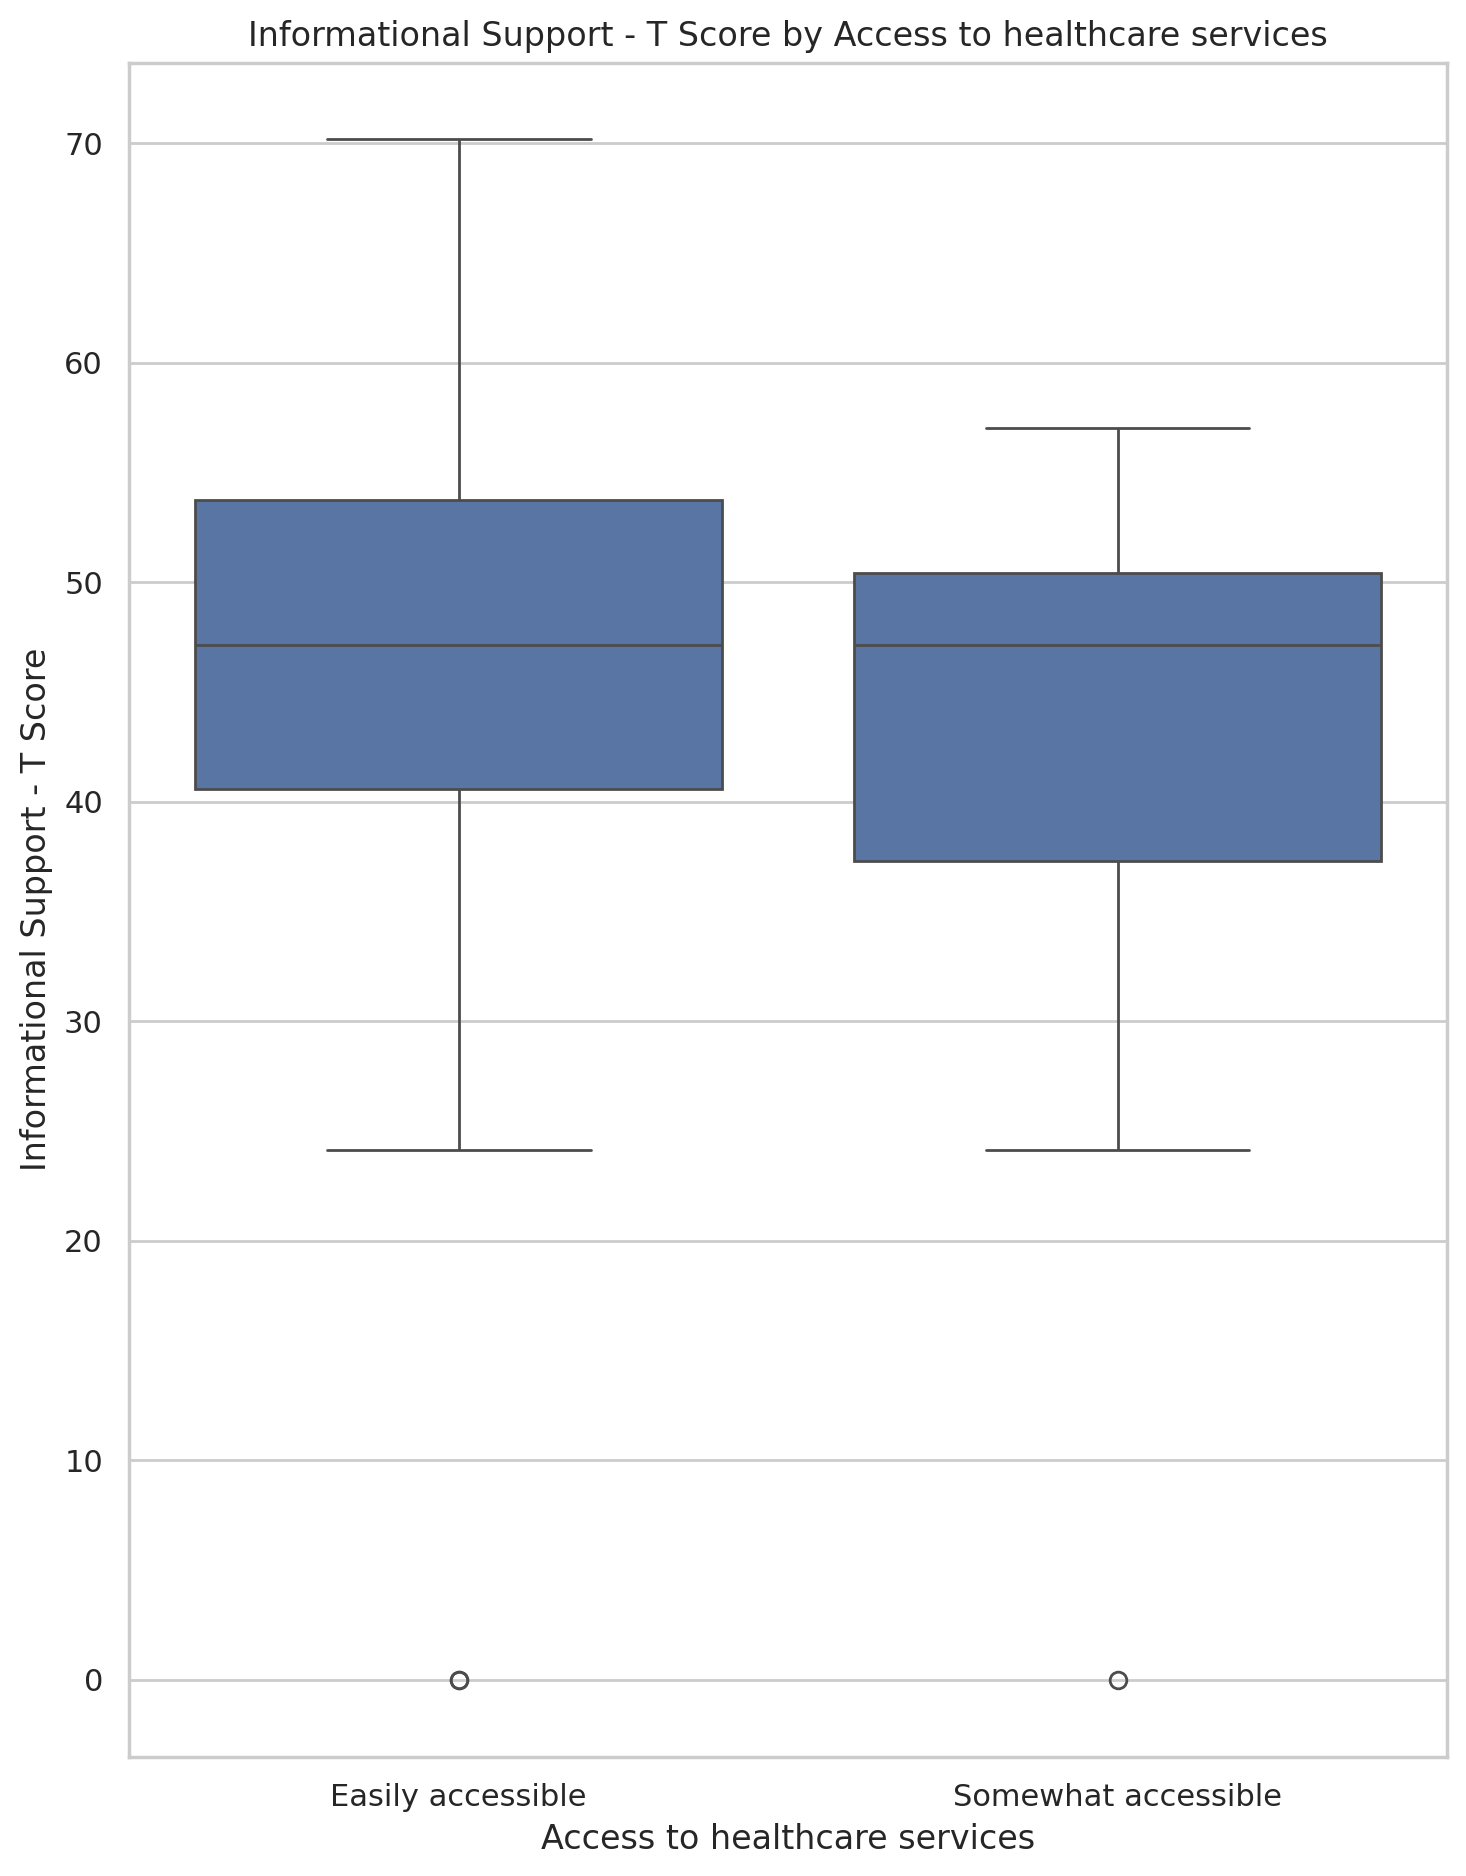 Informational Support - T Score by Access to healthcare services
Informational Support - T Score
70
60
50
40
30
20
10
0
Easily accessible
Somewhat accessible
Access to healthcare services